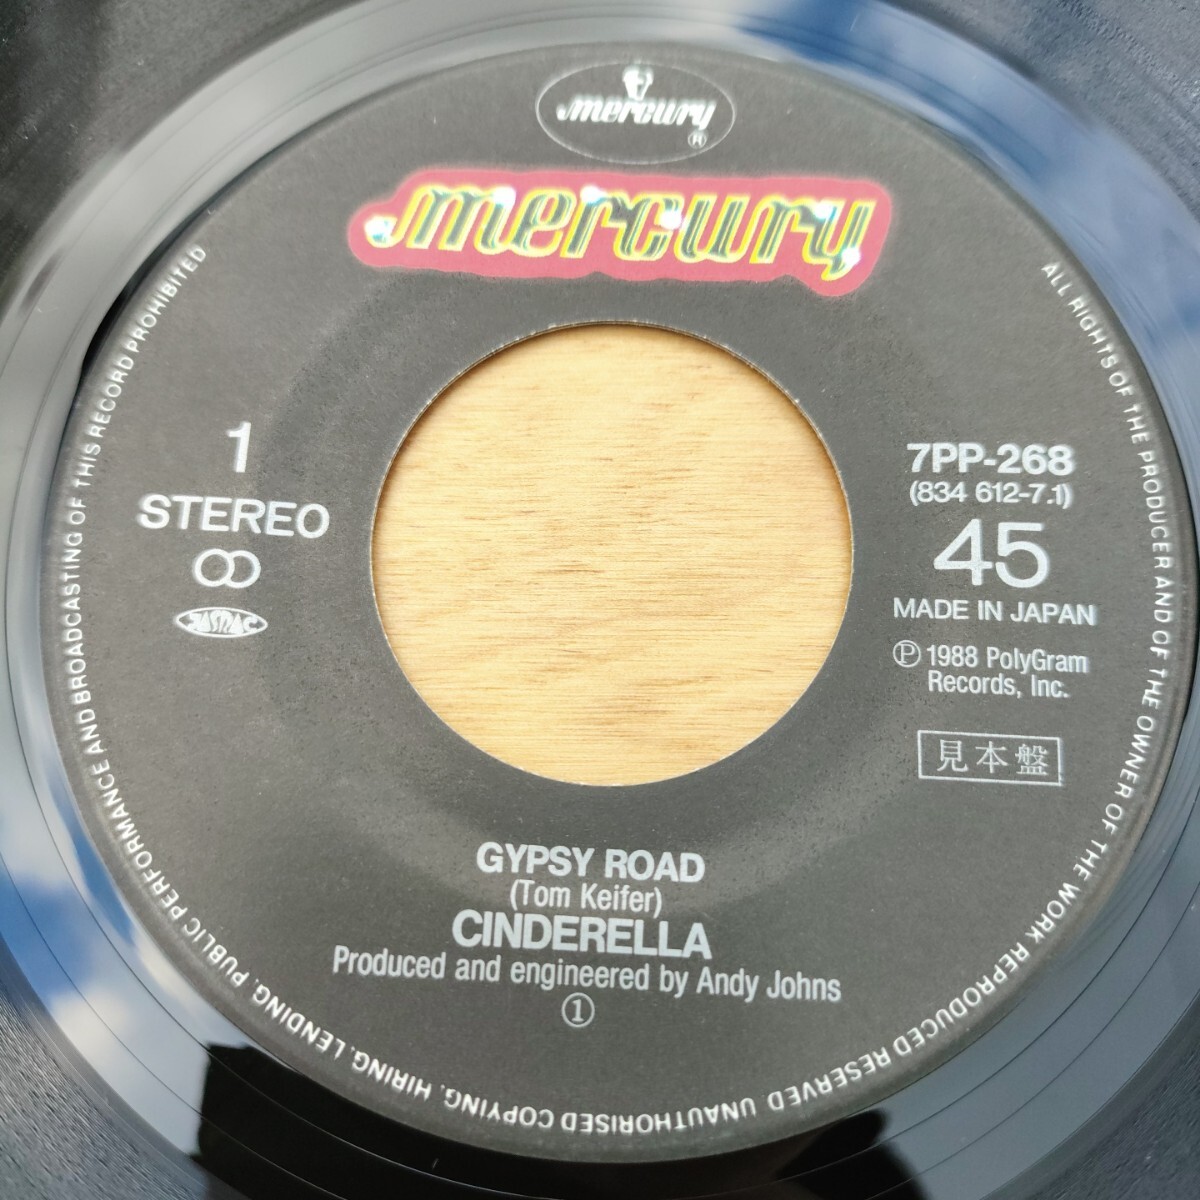 mercury
®
mercury
1
STEREO
JASRAC
7PP-268
(834 612-7.1)
45
MADE IN JAPAN
Ⓟ 1988 PolyGram
Records, Inc.
見本盤
GYPSY ROAD
(Tom Keifer)
CINDERELLA
Produced and engineered by Andy Johns
①
ALL RIGHTS OF THE PRODUCER AND OF THE OWNER OF THE WORK REPRODUCED RESERVED UNAUTHORISED COPYING, HIRING, LENDING, PUBLIC PERFORMANCE AND BROADCASTING OF THIS RECORD PROHIBITED